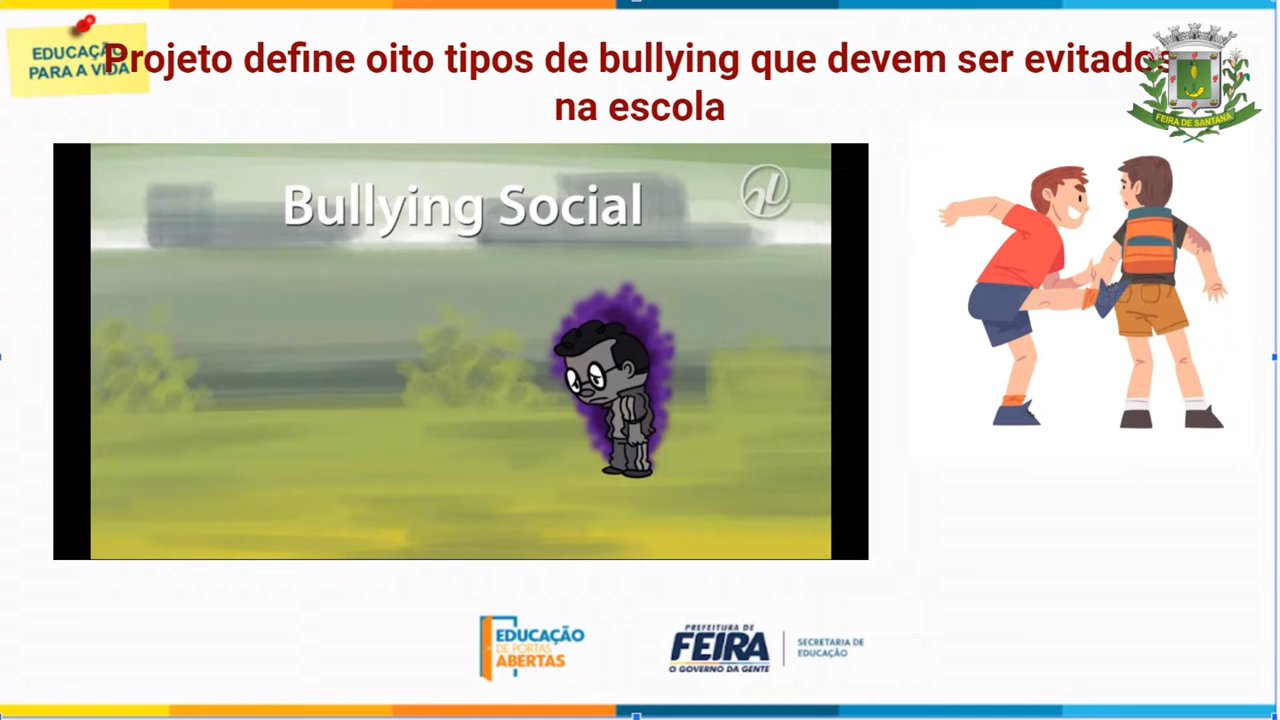 EDUCAÇÃO
PARA A VIDA
Projeto define oito tipos de bullying que devem ser evitados
na escola
FEIRA DE SANTANA
Bullying Social
EDUCAÇÃO
DE PORTAS
ABERTAS
PREFEITURA DE
FEIRA
O GOVERNO DA GENTE
SECRETARIA DE
EDUCAÇÃO